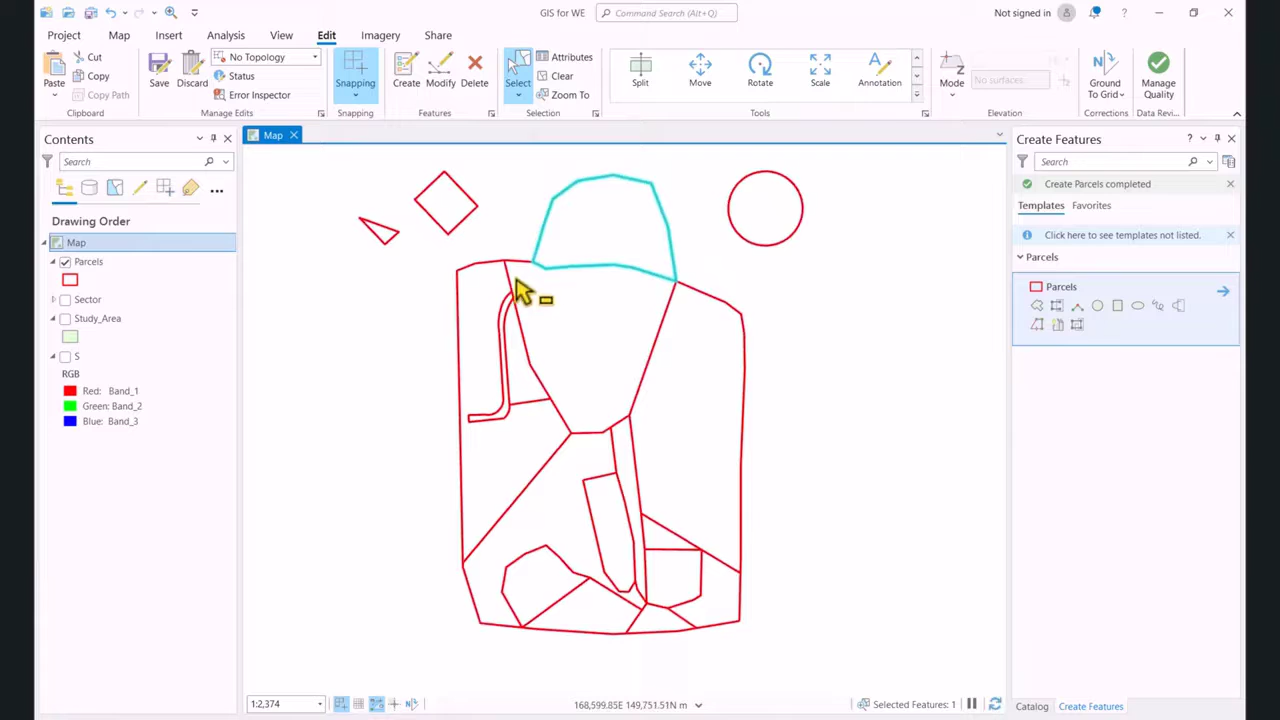 GIS for WE
Command Search (Alt+Q)
Not signed in
?
Project Map Insert Analysis View Edit Imagery Share
Paste
Cut
Copy
Copy Path
Clipboard
Save
Discard
No Topology
Status
Error Inspector
Manage Edits
Snapping
Snapping
Create
Modify
Delete
Features
Select
Attributes
Clear
Zoom To
Selection
Split
Move
Rotate
Scale
Annotation
Tools
Mode
No surfaces...
Elevation
Ground
To Grid
Corrections
Manage
Quality
Data Revi...
Contents
Search
Drawing Order
Map
Parcels
Sector
Study_Area
S
RGB
Red: Band_1
Green: Band_2
Blue: Band_3
Map
1:2,374
168,599.85E 149,751.51N
Selected Features: 1
Create Features
?
Search
Create Parcels completed
Templates Favorites
Click here to see templates not listed.
Parcels
Parcels
Catalog Create Features